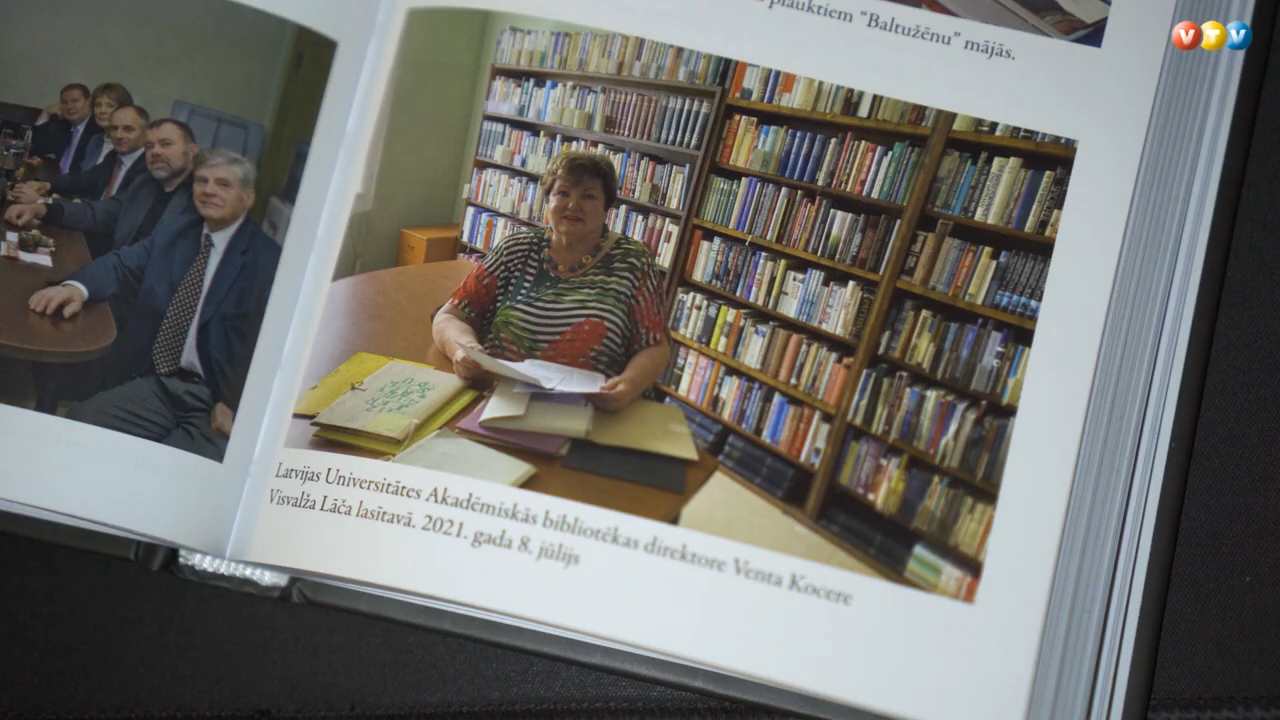 plauktiem “Baltužēnu” mājās.
VTV
Latvijas Universitātes Akadēmiskās bibliotēkas direktore Venta Kocere
Visvalža Lāča lasītavā. 2021. gada 8. jūlijs